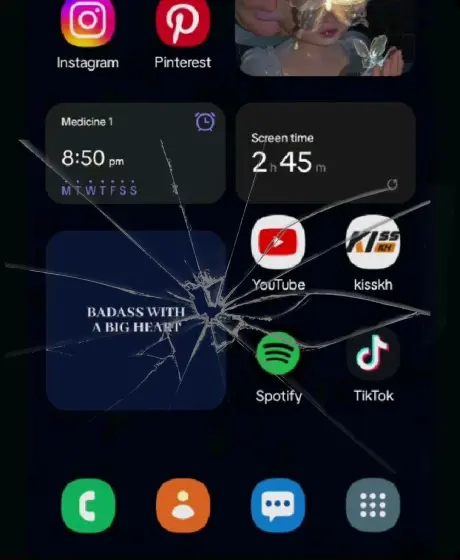 Instagram
Pinterest
Medicine 1
8:50 pm
M T W T F S S
Screen time
2 h 45 m
YouTube
KISS
KH
kisskh
BADASS WITH
A BIG HEART
Spotify
TikTok